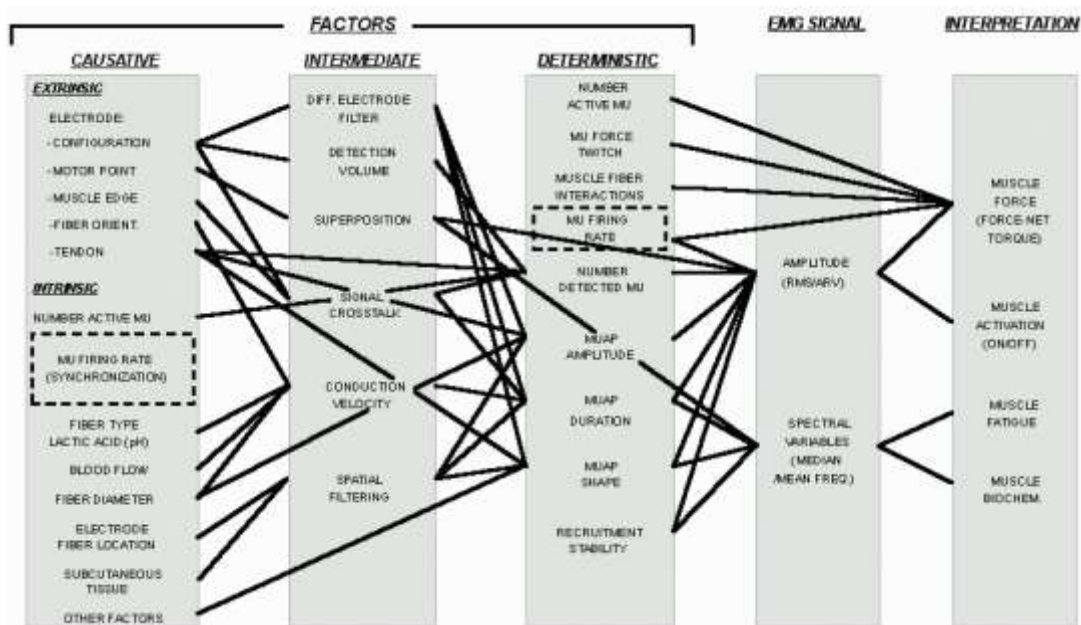 FACTORS
EMG SIGNAL
INTERPRETATION
CAUSATIVE
INTERMEDIATE
DETERMINISTIC
EXTRINSIC
ELECTRODE:
-CONFIGURATION
-MOTOR POINT
-MUSCLE EDGE
-FIBER ORIENT.
-TENDON
INTRINSIC
NUMBER ACTIVE MU
MU FIRING RATE
(SYNCHRONIZATION)
FIBER TYPE
LACTIC ACID (pH)
BLOOD FLOW
FIBER DIAMETER
ELECTRODE
FIBER LOCATION
SUBCUTANEOUS
TISSUE
OTHER FACTORS
DIFF. ELECTRODE
FILTER
DETECTION
VOLUME
SUPERPOSITION
SIGNAL
CROSSTALK
CONDUCTION
VELOCITY
SPATIAL
FILTERING
NUMBER
ACTIVE MU
MU FORCE
TWITCH
MUSCLE FIBER
INTERACTIONS
MU FIRING
RATE
NUMBER
DETECTED MU
MUAP
AMPLITUDE
MUAP
DURATION
MUAP
SHAPE
RECRUITMENT
STABILITY
AMPLITUDE
(RMS/ARV)
SPECTRAL
VARIABLES
(MEDIAN
/MEAN FREQ.)
MUSCLE
FORCE
(FORCE-NET
TORQUE)
MUSCLE
ACTIVATION
(ON/OFF)
MUSCLE
FATIGUE
MUSCLE
BIOCHEM.